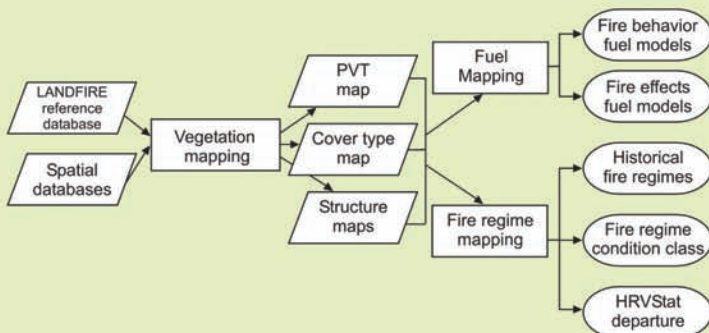 LANDFIRE
reference
database
Spatial
databases
Vegetation
mapping
PVT
map
Cover type
map
Structure
maps
Fuel
Mapping
Fire regime
mapping
Fire behavior
fuel models
Fire effects
fuel models
Historical
fire regimes
Fire regime
condition class
HRVStat
departure